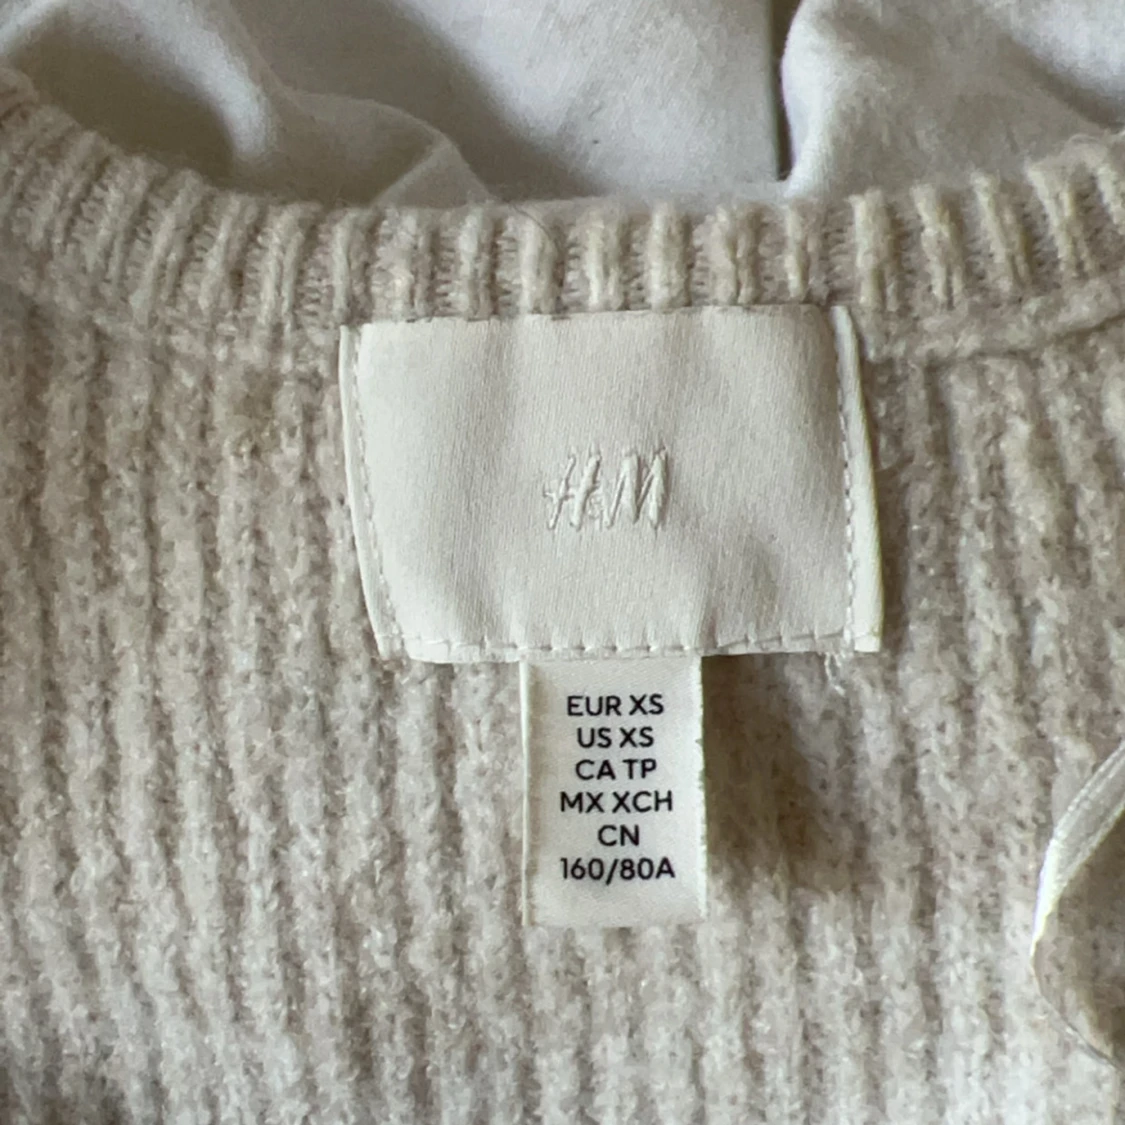 H&M
EUR XS
US XS
CA TP
MX XCH
CN
160/80A